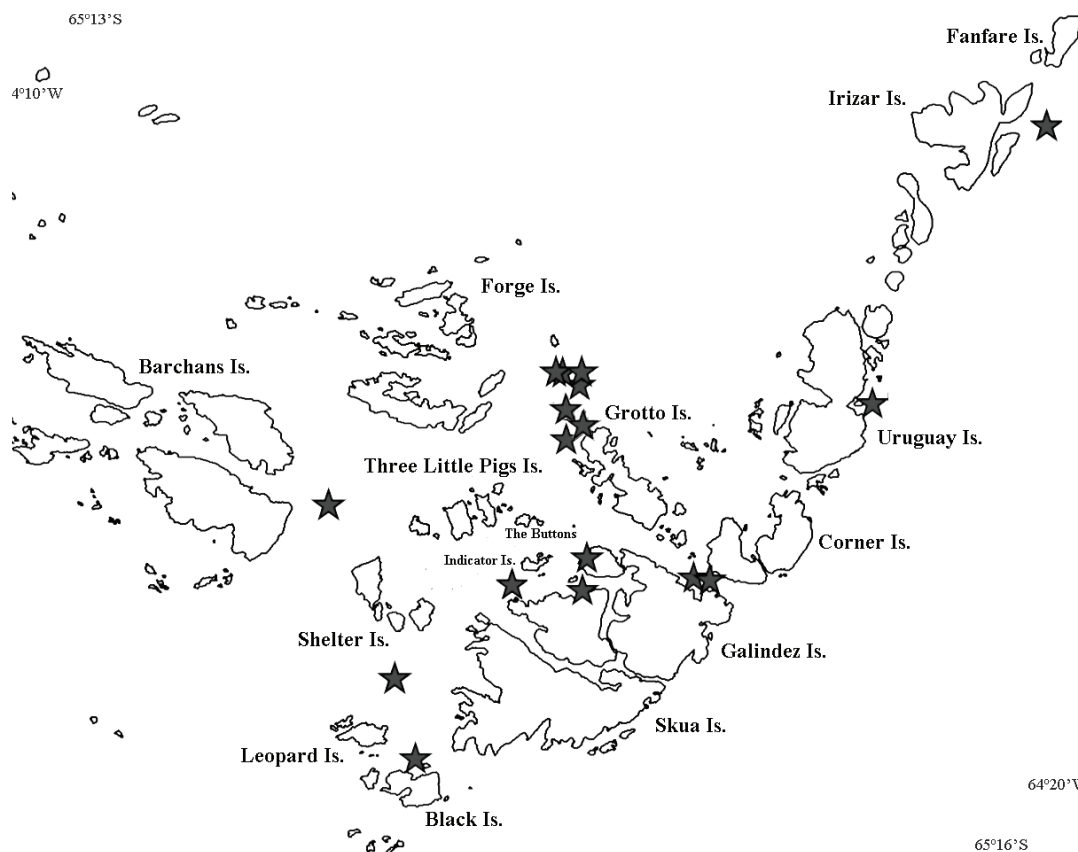 65°13'S
Fanfare Is.
4°10'W
Irizar Is.
Forge Is.
Barchans Is.
Grotto Is.
Uruguay Is.
Three Little Pigs Is.
The Buttons
Corner Is.
Indicator Is.
Shelter Is.
Galindez Is.
Skua Is.
Leopard Is.
64°20'W
Black Is.
65°16'S